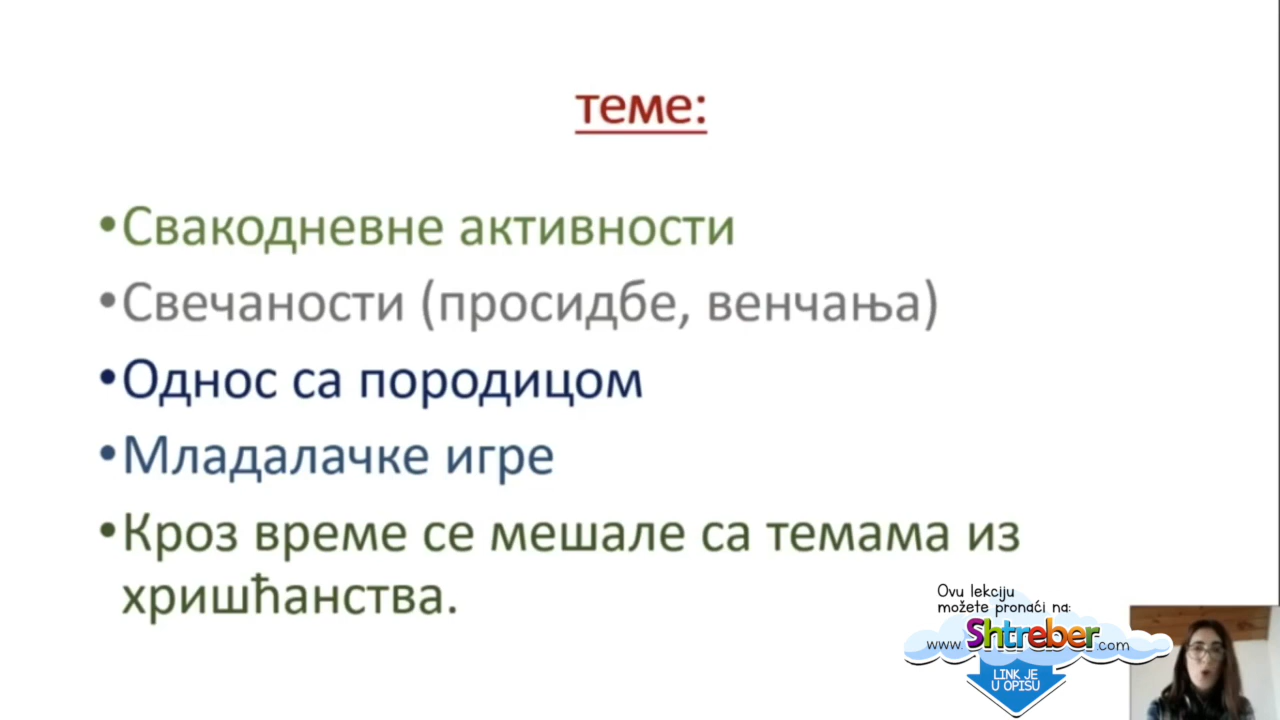 теме:
•Свакодневне активности
•Свечаности (просидбе, венчања)
•Однос са породицом
•Младалачке игре
•Кроз време се мешале са темама из
хришћанства.
Ovu lekciju
možete pronaći na:
www.Shtreber.com
LINK JE
U OPISU